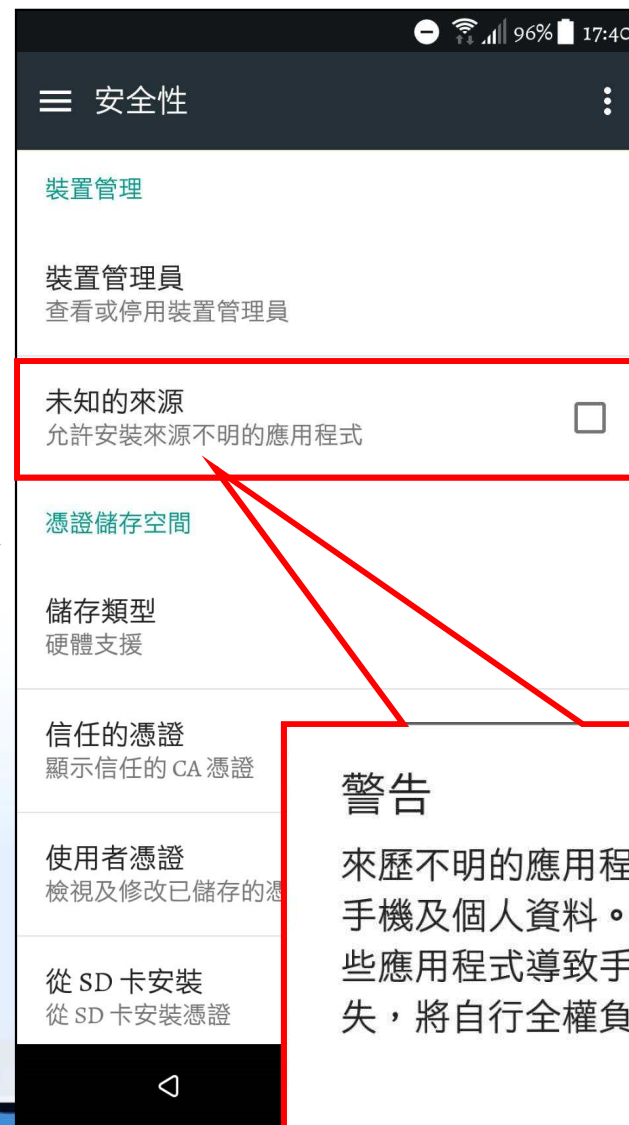 96% 17:40
安全性
裝置管理
裝置管理員
查看或停用裝置管理員
未知的來源
允許安裝來源不明的應用程式
憑證儲存空間
儲存類型
硬體支援
信任的憑證
顯示信任的 CA 憑證
使用者憑證
檢視及修改已儲存的憑
從 SD 卡安裝
從 SD 卡安裝憑證
警告
來歷不明的應用程
手機及個人資料。
些應用程式導致手
失，將自行全權負